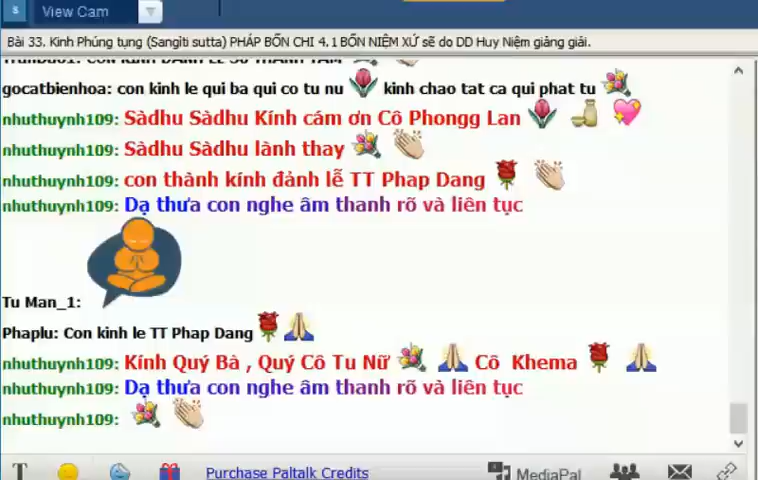 View Cam
Bài 33. Kinh Phúng tụng (Sangiti sutta) PHÁP BỐN CHI 4.1 BỐN NIỆM XỨ sẽ do DD Huy Niệm giảng giải.
gocatbienhoa: con kinh le qui ba qui co tu nu kinh chao tat ca qui phat tu
nhuthuynh109: Sàdhu Sàdhu Kính cám ơn Cô Phongg Lan
nhuthuynh109: Sàdhu Sàdhu lành thay
nhuthuynh109: con thành kính đảnh lễ TT Phap Dang
nhuthuynh109: Dạ thưa con nghe âm thanh rõ và liên tục
Tu Man_1:
Phaplu: Con kinh le TT Phap Dang
nhuthuynh109: Kính Quý Bà , Quý Cô Tu Nữ Cô Khema
nhuthuynh109: Dạ thưa con nghe âm thanh rõ và liên tục
nhuthuynh109:
T Purchase Paltalk Credits MediaPal